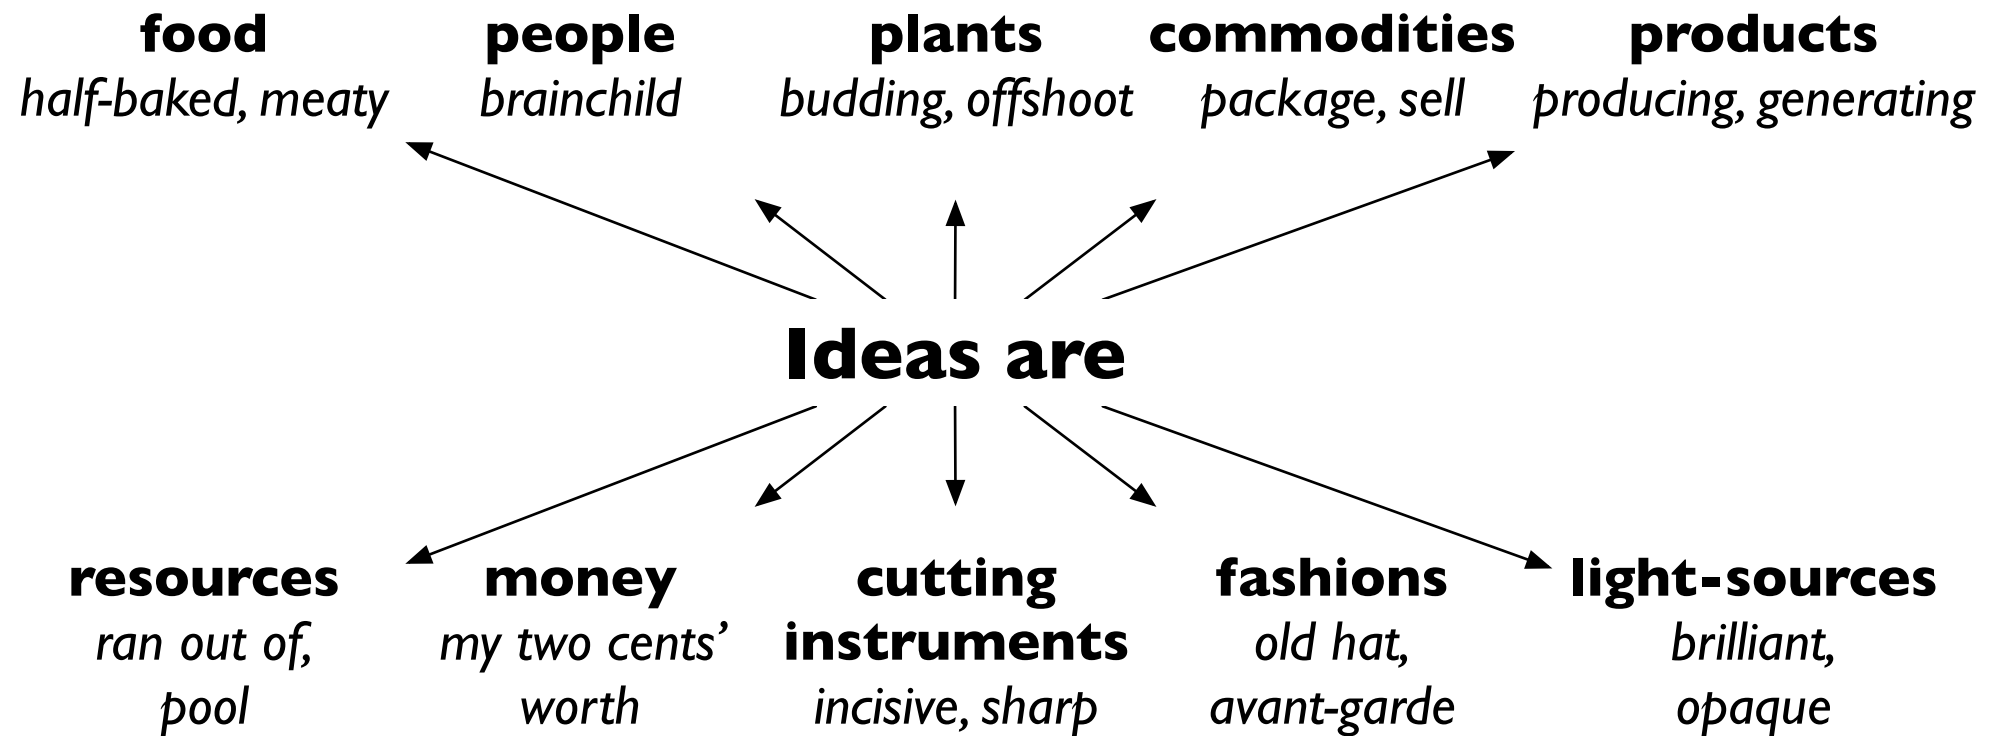 food people plants commodities products
half-baked, meaty brainchild budding, offshoot package, sell producing, generating
Ideas are
resources money cutting fashions light-sources
ran out of, my two cents’ instruments old hat, brilliant,
pool worth incisive, sharp avant-garde opaque